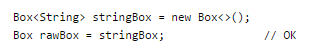 Box<String> stringBox = new Box<>();
Box rawBox = stringBox;               // OK